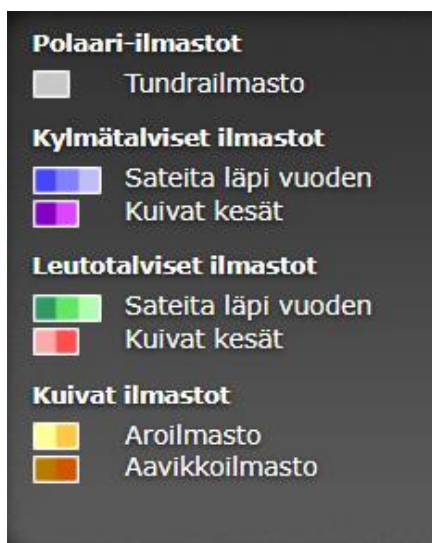 Polaari-ilmastot
Tundrailmasto
Kylmätalviset ilmastot
Sateita läpi vuoden
Kuivat kesät
Leutotalviset ilmastot
Sateita läpi vuoden
Kuivat kesät
Kuivat ilmastot
Aroilmasto
Aavikkoilmasto